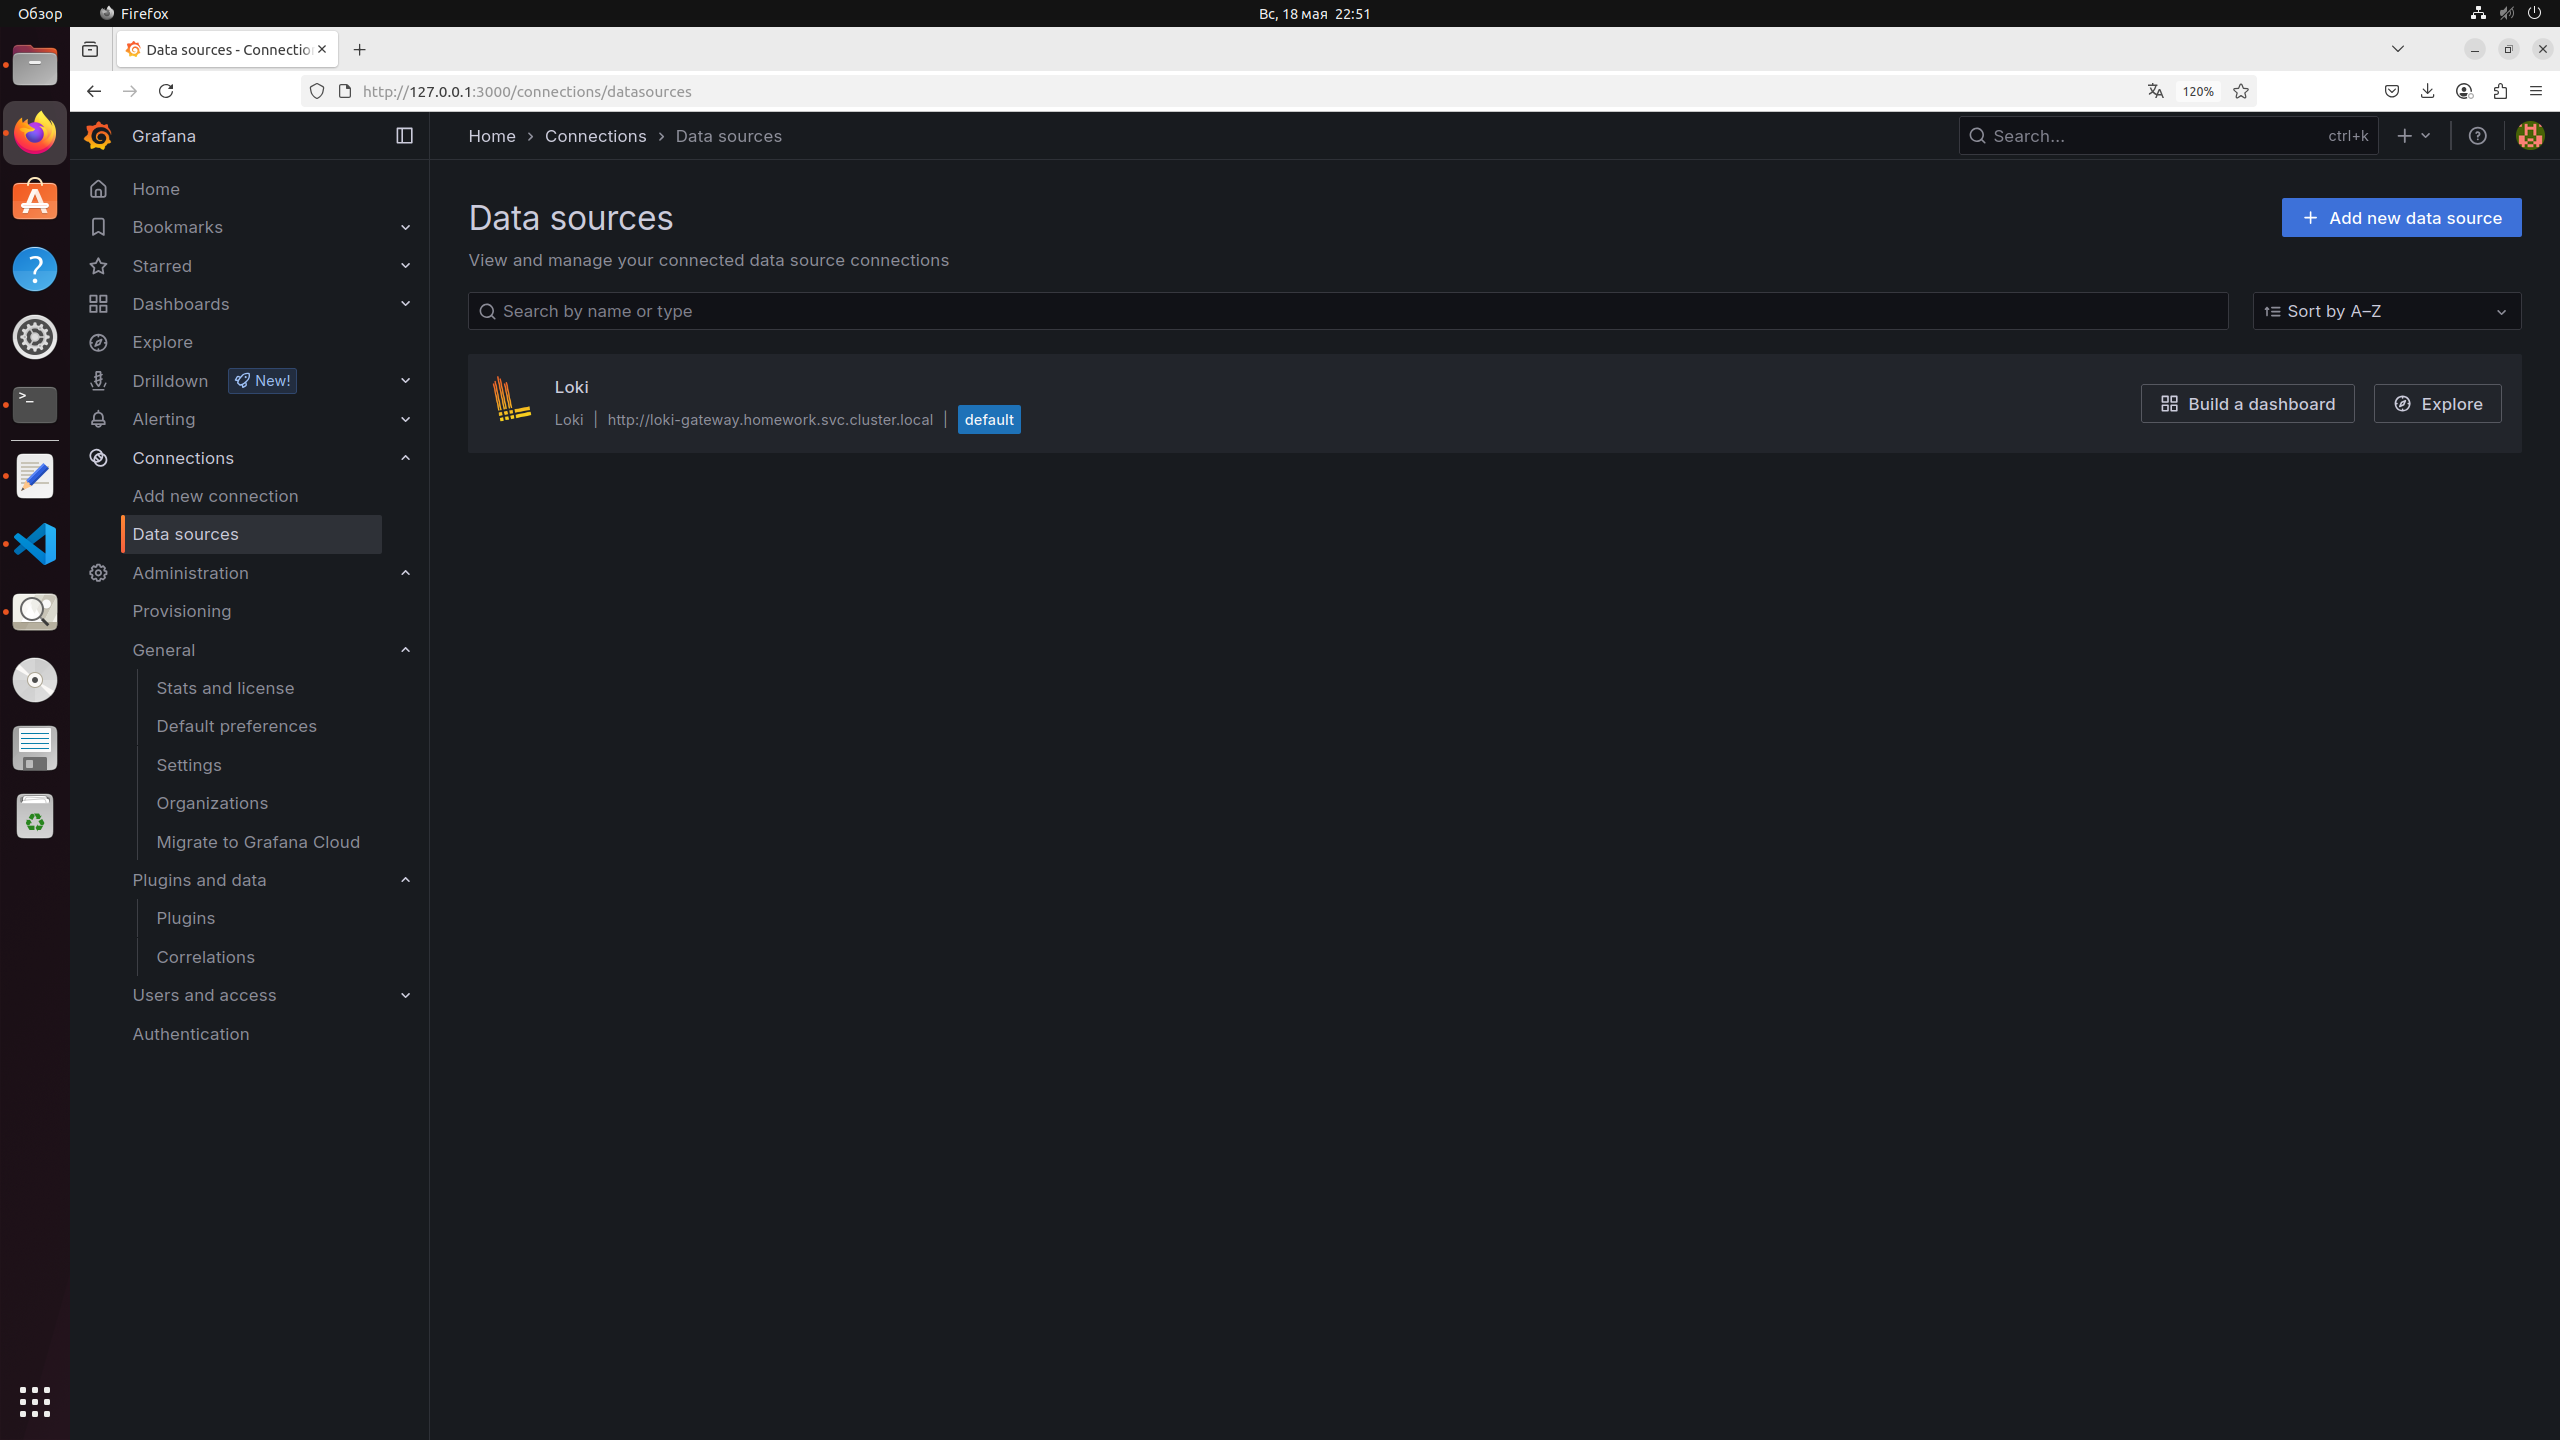 Обзор
Firefox
Вс, 18 мая 22:51
Data sources - Connectio
http://127.0.0.1:3000/connections/datasources
120%
Grafana
Home
Connections
Data sources
Search...
ctrl+k
Home
Bookmarks
Starred
Dashboards
Explore
Drilldown
New!
Alerting
Connections
Add new connection
Data sources
Administration
Provisioning
General
Stats and license
Default preferences
Settings
Organizations
Migrate to Grafana Cloud
Plugins and data
Plugins
Correlations
Users and access
Authentication
Data sources
Add new data source
View and manage your connected data source connections
Search by name or type
Sort by A–Z
Loki
Loki | http://loki-gateway.homework.svc.cluster.local | default
Build a dashboard
Explore